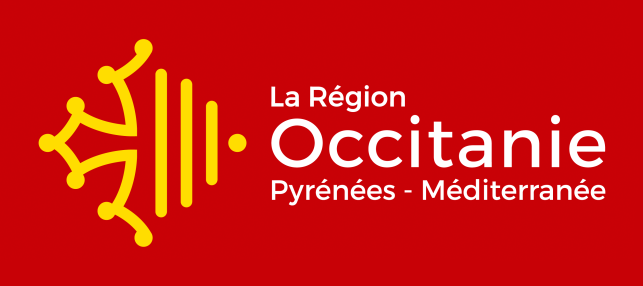 La Région
Occitanie
Pyrénées - Méditerranée